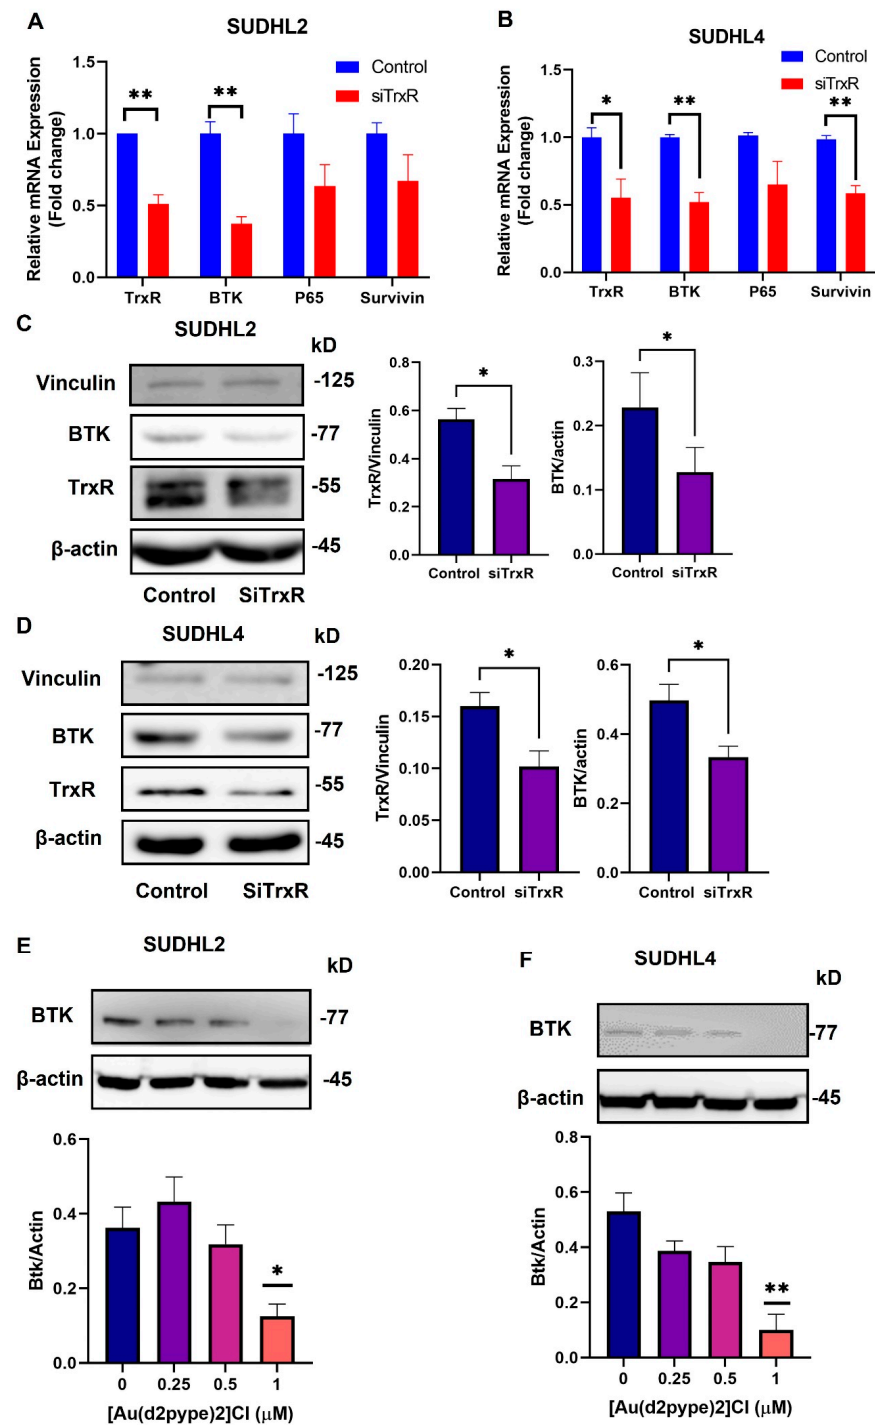 A
SUDHL2
Relative mRNA Expression
(Fold change)
1.5
1.0
0.5
0.0
** **
Control
siTrxR
TrxR BTK P65 Survivin
B
SUDHL4
Relative mRNA Expression
(Fold change)
1.5
1.0
0.5
0.0
* ** **
Control
siTrxR
TrxR BTK P65 Survivin
C
SUDHL2
kD
Vinculin -125
BTK -77
TrxR -55
β-actin -45
Control SiTrxR
TrxR/Vinculin
0.8
0.6
0.4
0.2
0.0
*
Control siTrxR
BTK/actin
0.3
0.2
0.1
0.0
*
Control siTrxR
D
SUDHL4
kD
Vinculin -125
BTK -77
TrxR -55
β-actin -45
Control SiTrxR
TrxR/Vinculin
0.20
0.15
0.10
0.05
0.00
*
Control siTrxR
BTK/actin
0.6
0.4
0.2
0.0
*
Control siTrxR
E
SUDHL2
kD
BTK -77
β-actin -45
Btk/Actin
0.6
0.4
0.2
0.0
*
0 0.25 0.5 1
[Au(d2pype)2]Cl (μM)
F
SUDHL4
kD
BTK -77
β-actin -45
Btk/Actin
0.8
0.6
0.4
0.2
0.0
**
0 0.25 0.5 1
[Au(d2pype)2]Cl (μM)